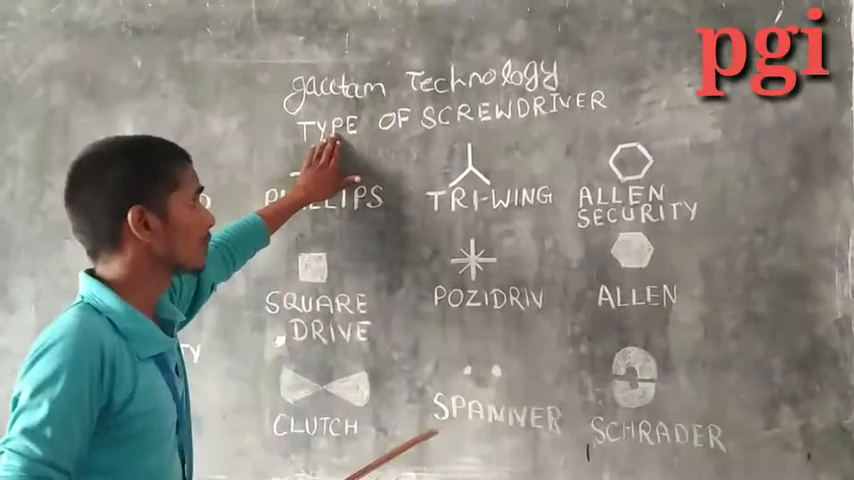 pgi
gautam Technology
TYPE OF SCREWDRIVER
PHILLIPS
TRI-WING
ALLEN
SECURITY
SQUARE
DRIVE
POZIDRIV
ALLEN
CLUTCH
SPANNER
SCHRADER